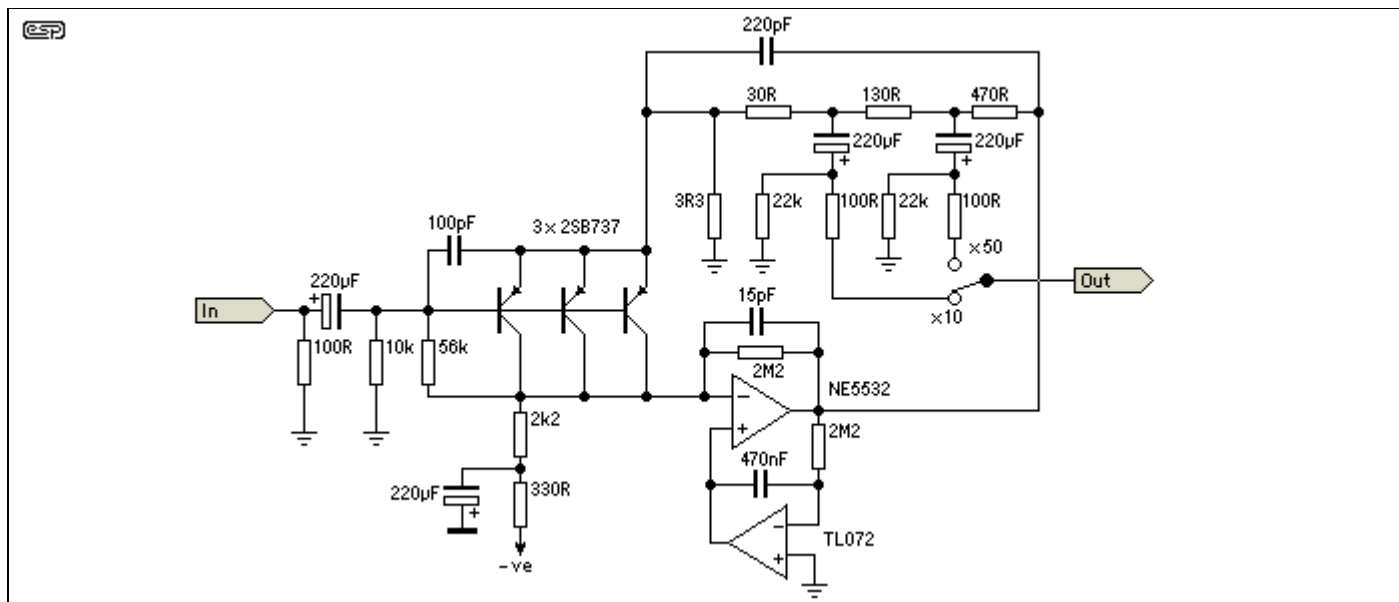 esp
220pF
30R
130R
470R
220µF
220µF
3R3
22k
100R
22k
100R
100pF
3 × 2SB737
×50
220µF
In
Out
15pF
×10
100R
10k
56k
2M2
NE5532
2k2
2M2
470nF
220µF
330R
TL072
-ve
- 
+
-
+
+
+
+
+